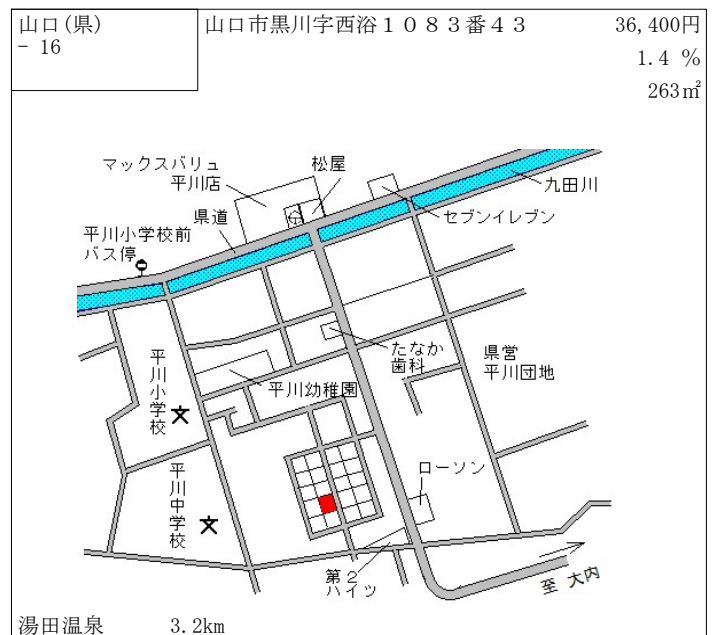 山口(県)
- 16
山口市黒川字西浴１０８３番４３
36,400円
1.4 %
263㎡
マックスバリュ
平川店
松屋
九田川
セブンイレブン
県道
平川小学校前
バス停
たなか
歯科
県営
平川団地
平川小学校
平川幼稚園
ローソン
平川中学校
第２
ハイツ
至 大内
湯田温泉 3.2km